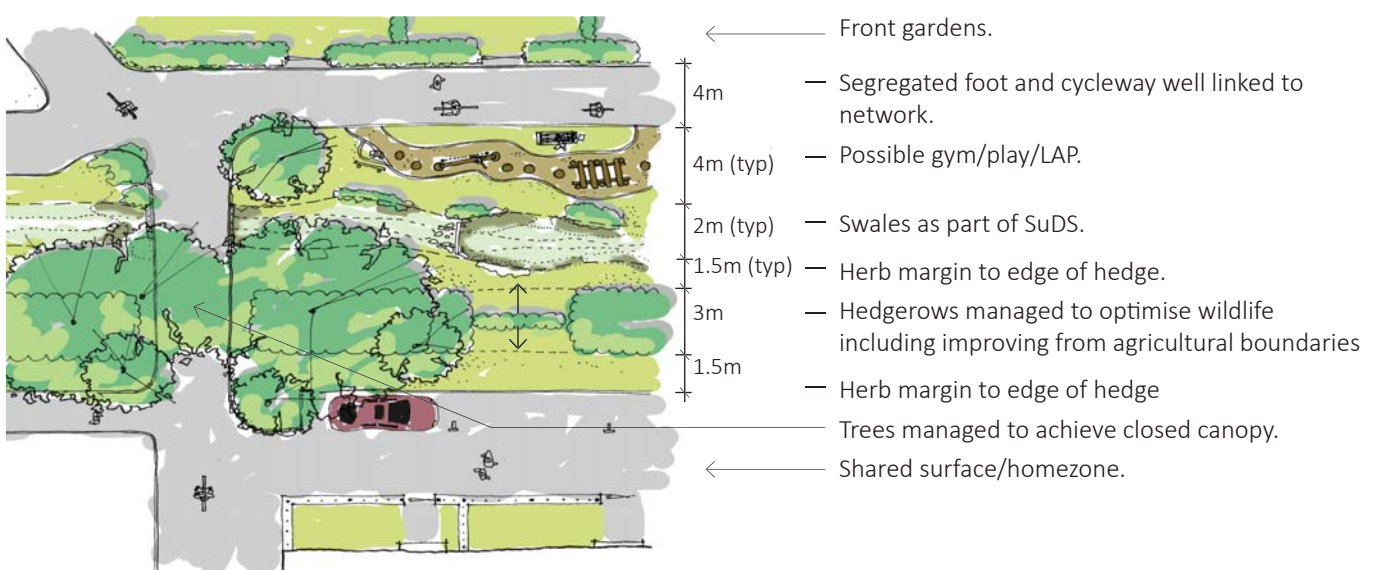 Front gardens.
4m
Segregated foot and cycleway well linked to
network.
4m (typ)
Possible gym/play/LAP.
2m (typ)
Swales as part of SuDS.
1.5m (typ)
Herb margin to edge of hedge.
3m
Hedgerows managed to optimise wildlife
including improving from agricultural boundaries
1.5m
Herb margin to edge of hedge
Trees managed to achieve closed canopy.
Shared surface/homezone.